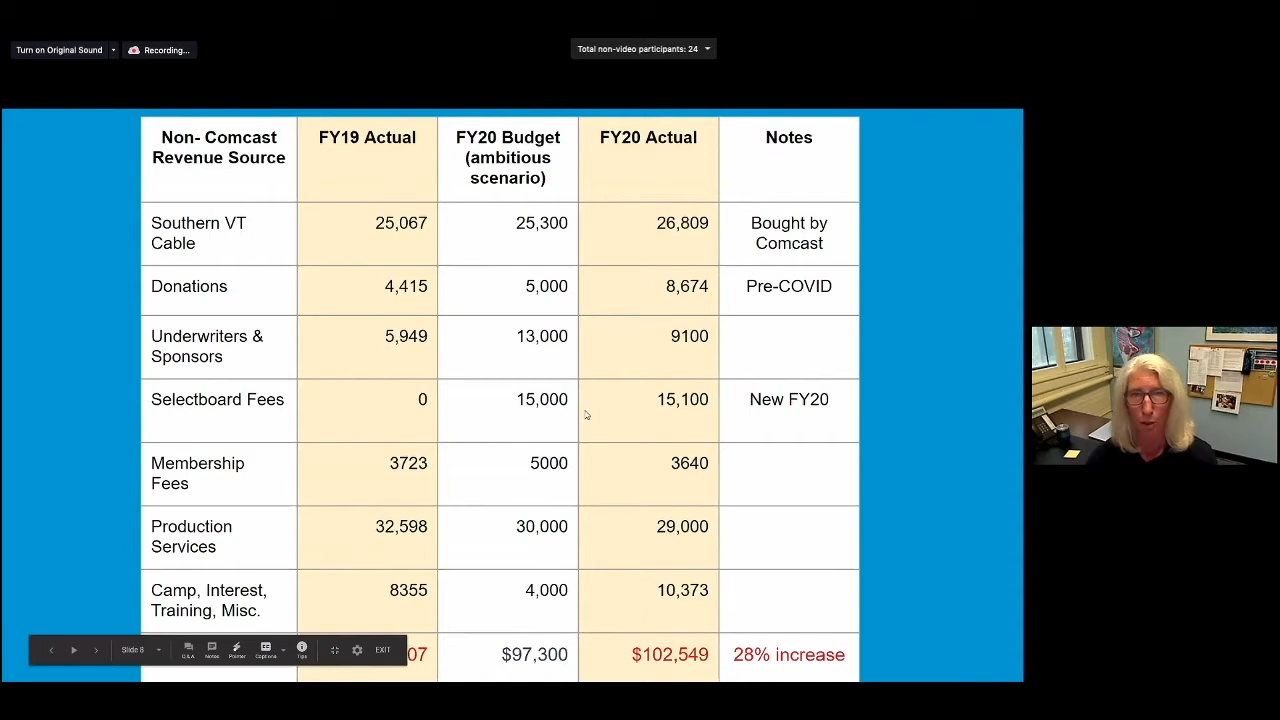 Turn on Original Sound
Recording...
Total non-video participants: 24
Non- Comcast
Revenue Source
FY19 Actual
FY20 Budget
(ambitious
scenario)
FY20 Actual
Notes
Southern VT
Cable
25,067
25,300
26,809
Bought by
Comcast
Donations
4,415
5,000
8,674
Pre-COVID
Underwriters &
Sponsors
5,949
13,000
9100
Selectboard Fees
0
15,000
15,100
New FY20
Membership
Fees
3723
5000
3640
Production
Services
32,598
30,000
29,000
Camp, Interest,
Training, Misc.
8355
4,000
10,373
07
$97,300
$102,549
28% increase
Slide 8
Q&A
Notes
Pointer
Captions
Tips
EXIT